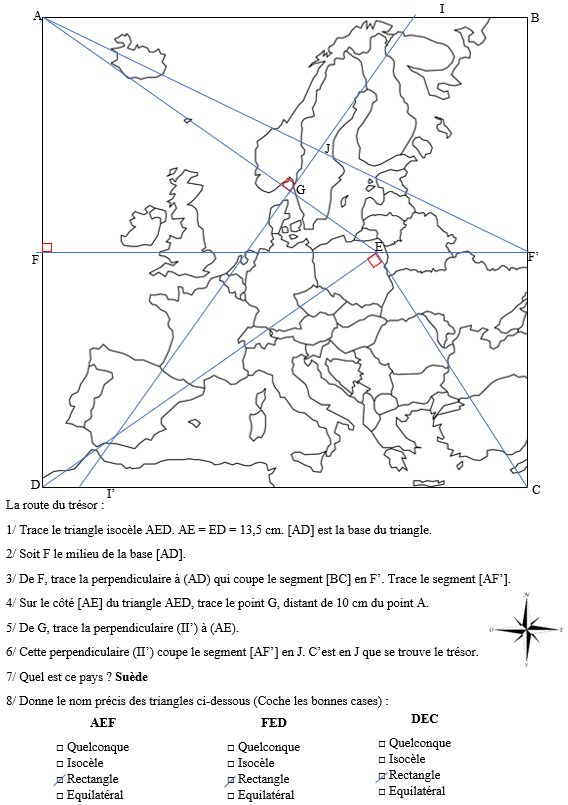 A
I
B
J
G
E
F
F'
D
I'
C
La route du trésor :
1/ Trace le triangle isocèle AED. AE = ED = 13,5 cm. [AD] est la base du triangle.
2/ Soit F le milieu de la base [AD].
3/ De F, trace la perpendiculaire à (AD) qui coupe le segment [BC] en F'. Trace le segment [AF'].
4/ Sur le côté [AE] du triangle AED, trace le point G, distant de 10 cm du point A.
5/ De G, trace la perpendiculaire (II') à (AE).
6/ Cette perpendiculaire (II') coupe le segment [AF'] en J. C'est en J que se trouve le trésor.
N
O
E
S
7/ Quel est ce pays ? Suède
8/ Donne le nom précis des triangles ci-dessous (Coche les bonnes cases) :
AEF
□ Quelconque
□ Isocèle
□ Rectangle
□ Equilatéral
FED
□ Quelconque
□ Isocèle
□ Rectangle
□ Equilatéral
DEC
□ Quelconque
□ Isocèle
□ Rectangle
□ Equilatéral